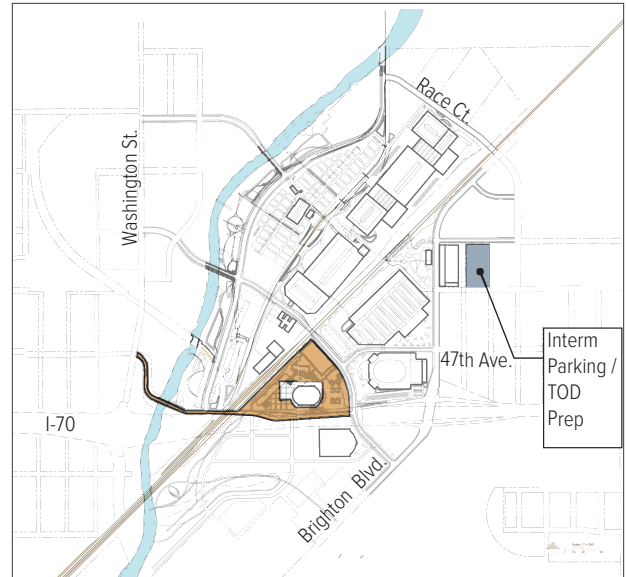 Race Ct.
Washington St.
47th Ave.
Interm
Parking /
TOD
Prep
I-70
Brighton Blvd.